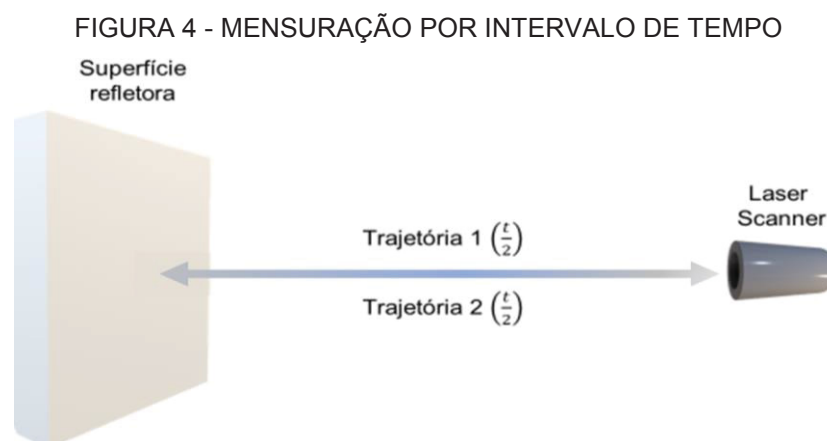 FIGURA 4 - MENSURAÇÃO POR INTERVALO DE TEMPO
Superfície
refletora
Laser
Scanner
Trajetória 1 (t/2)
Trajetória 2 (t/2)